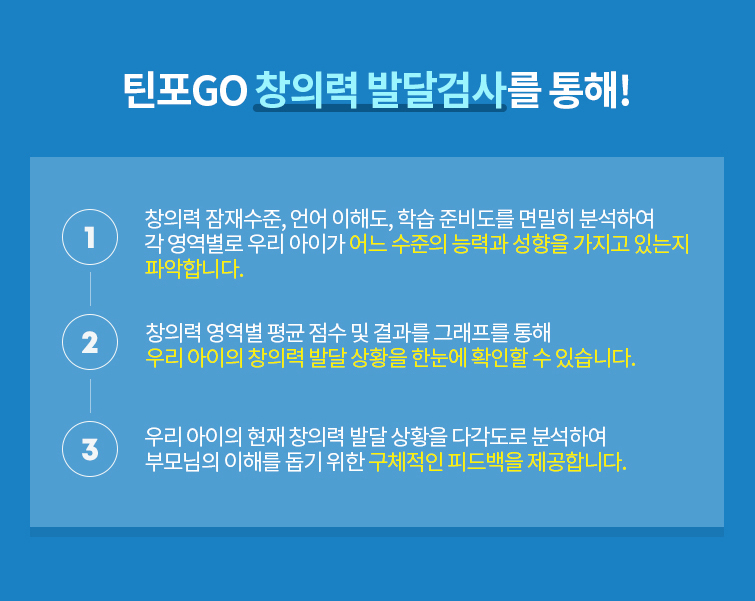 틴포GO 창의력 발달검사를 통해!
1
창의력 잠재수준, 언어 이해도, 학습 준비도를 면밀히 분석하여
각 영역별로 우리 아이가 어느 수준의 능력과 성향을 가지고 있는지
파악합니다.
2
창의력 영역별 평균 점수 및 결과를 그래프를 통해
우리 아이의 창의력 발달 상황을 한눈에 확인할 수 있습니다.
3
우리 아이의 현재 창의력 발달 상황을 다각도로 분석하여
부모님의 이해를 돕기 위한 구체적인 피드백을 제공합니다.